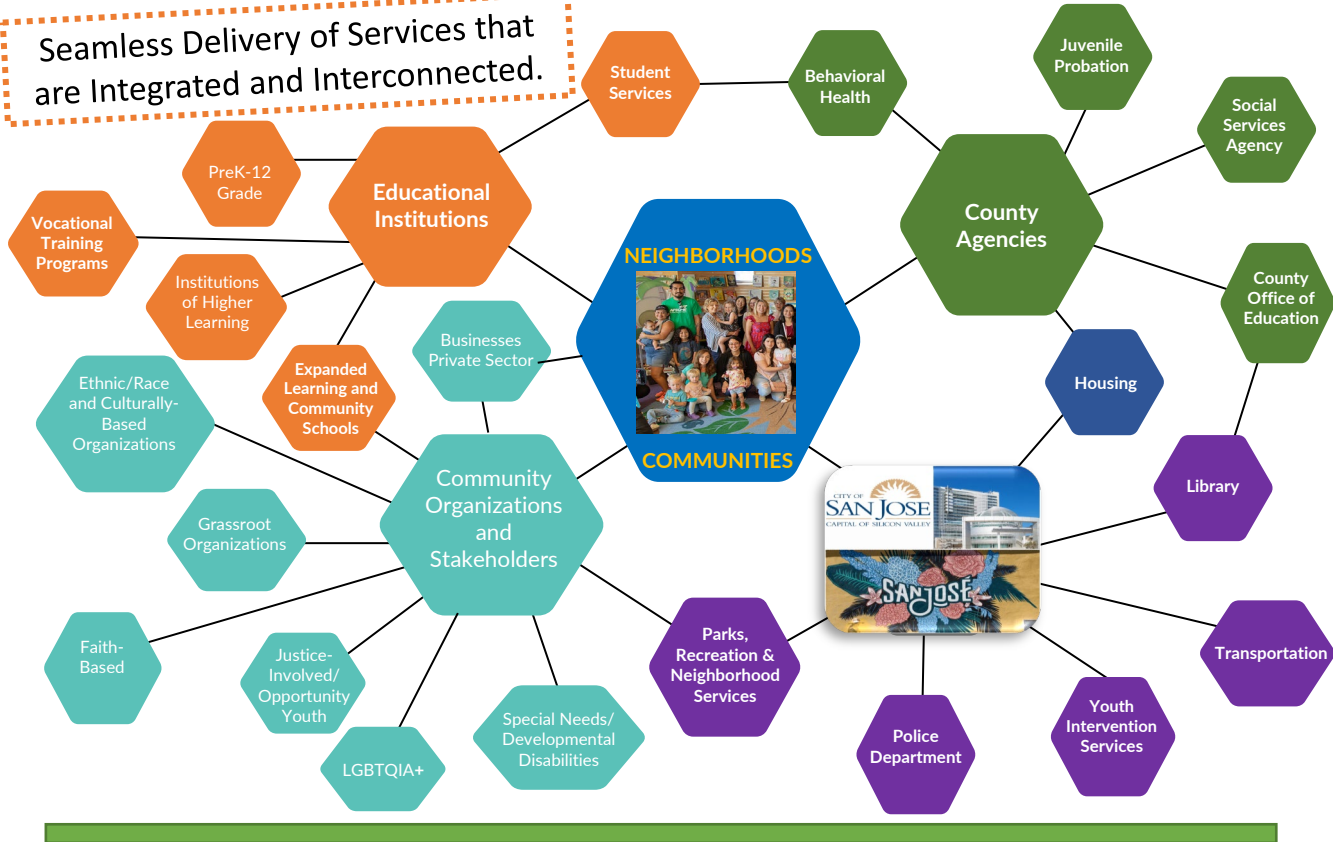 Seamless Delivery of Services that
are Integrated and Interconnected.
Student
Services
Behavioral
Health
Juvenile
Probation
Social
Services
Agency
PreK-12
Grade
Educational
Institutions
County
Agencies
Vocational
Training
Programs
Institutions
of Higher
Learning
NEIGHBORHOODS
COMMUNITIES
County
Office of
Education
Businesses
Private Sector
Expanded
Learning and
Community
Schools
Housing
Ethnic/Race
and Culturally-
Based
Organizations
Community
Organizations
and
Stakeholders
Library
CITY OF
SAN JOSE
CAPITAL OF SILICON VALLEY
SAN JOSÉ
Grassroot
Organizations
Faith-
Based
Justice-
Involved/
Opportunity
Youth
LGBTQIA+
Special Needs/
Developmental
Disabilities
Parks,
Recreation &
Neighborhood
Services
Police
Department
Youth
Intervention
Services
Transportation